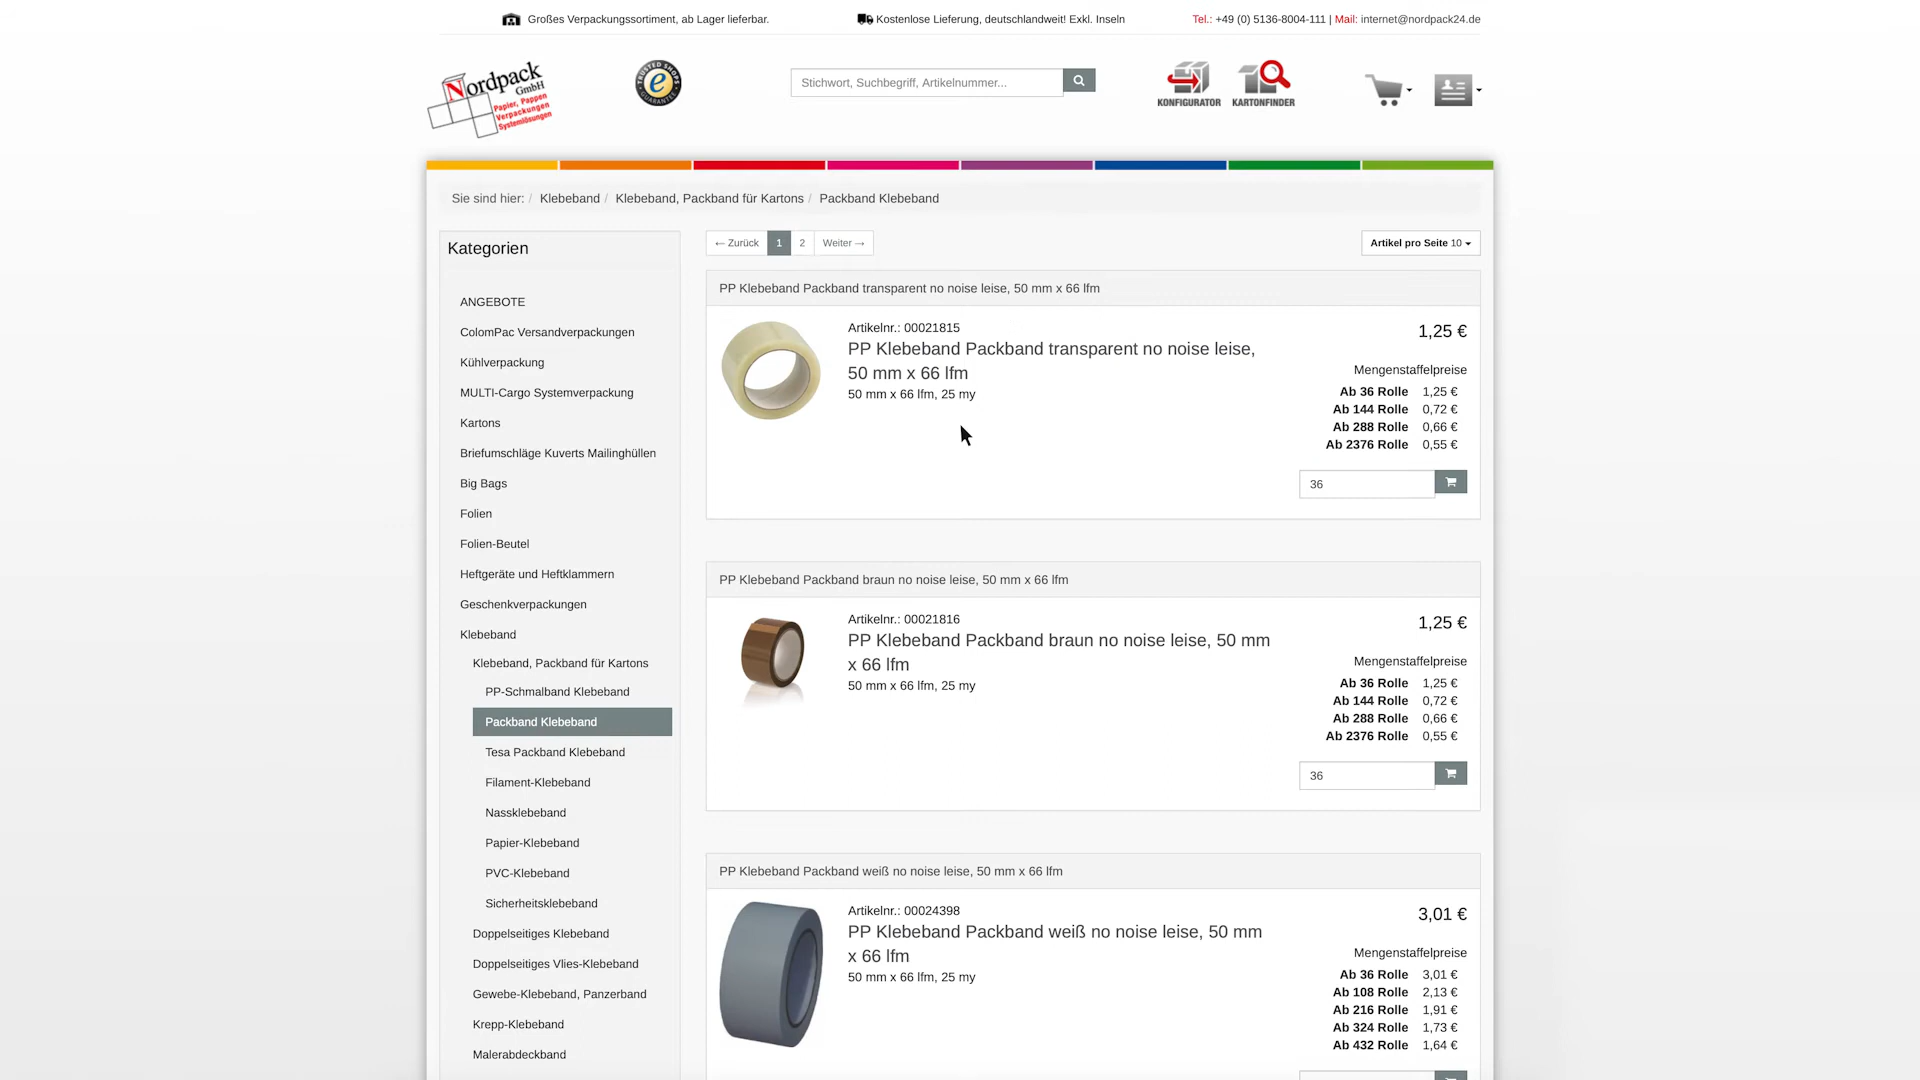 Großes Verpackungssortiment, ab Lager lieferbar.
Kostenlose Lieferung, deutschlandweit! Exkl. Inseln
Tel.: +49 (0) 5136-8004-111 | Mail: internet@nordpack24.de
Nordpack
GmbH
Papier, Pappen
Verpackungen
Systemlösungen
TRUSTED SHOPS
GUARANTEE
Stichwort, Suchbegriff, Artikelnummer...
KONFIGURATOR
KARTONFINDER
Sie sind hier: / Klebeband / Klebeband, Packband für Kartons / Packband Klebeband
Kategorien
ANGEBOTE
ColomPac Versandverpackungen
Kühlverpackung
MULTI-Cargo Systemverpackung
Kartons
Briefumschläge Kuverts Mailinghüllen
Big Bags
Folien
Folien-Beutel
Heftgeräte und Heftklammern
Geschenkverpackungen
Klebeband
Klebeband, Packband für Kartons
PP-Schmalband Klebeband
Packband Klebeband
Tesa Packband Klebeband
Filament-Klebeband
Nassklebeband
Papier-Klebeband
PVC-Klebeband
Sicherheitsklebeband
Doppelseitiges Klebeband
Doppelseitiges Vlies-Klebeband
Gewebe-Klebeband, Panzerband
Krepp-Klebeband
Malerabdeckband
← Zurück 1 2 Weiter →
Artikel pro Seite 10
PP Klebeband Packband transparent no noise leise, 50 mm x 66 lfm
Artikelnr.: 00021815
PP Klebeband Packband transparent no noise leise,
50 mm x 66 lfm
50 mm x 66 lfm, 25 my
1,25 €
Mengenstaffelpreise
Ab 36 Rolle 1,25 €
Ab 144 Rolle 0,72 €
Ab 288 Rolle 0,66 €
Ab 2376 Rolle 0,55 €
36
PP Klebeband Packband braun no noise leise, 50 mm x 66 lfm
Artikelnr.: 00021816
PP Klebeband Packband braun no noise leise, 50 mm
x 66 lfm
50 mm x 66 lfm, 25 my
1,25 €
Mengenstaffelpreise
Ab 36 Rolle 1,25 €
Ab 144 Rolle 0,72 €
Ab 288 Rolle 0,66 €
Ab 2376 Rolle 0,55 €
36
PP Klebeband Packband weiß no noise leise, 50 mm x 66 lfm
Artikelnr.: 00024398
PP Klebeband Packband weiß no noise leise, 50 mm
x 66 lfm
50 mm x 66 lfm, 25 my
3,01 €
Mengenstaffelpreise
Ab 36 Rolle 3,01 €
Ab 108 Rolle 2,13 €
Ab 216 Rolle 1,91 €
Ab 324 Rolle 1,73 €
Ab 432 Rolle 1,64 €